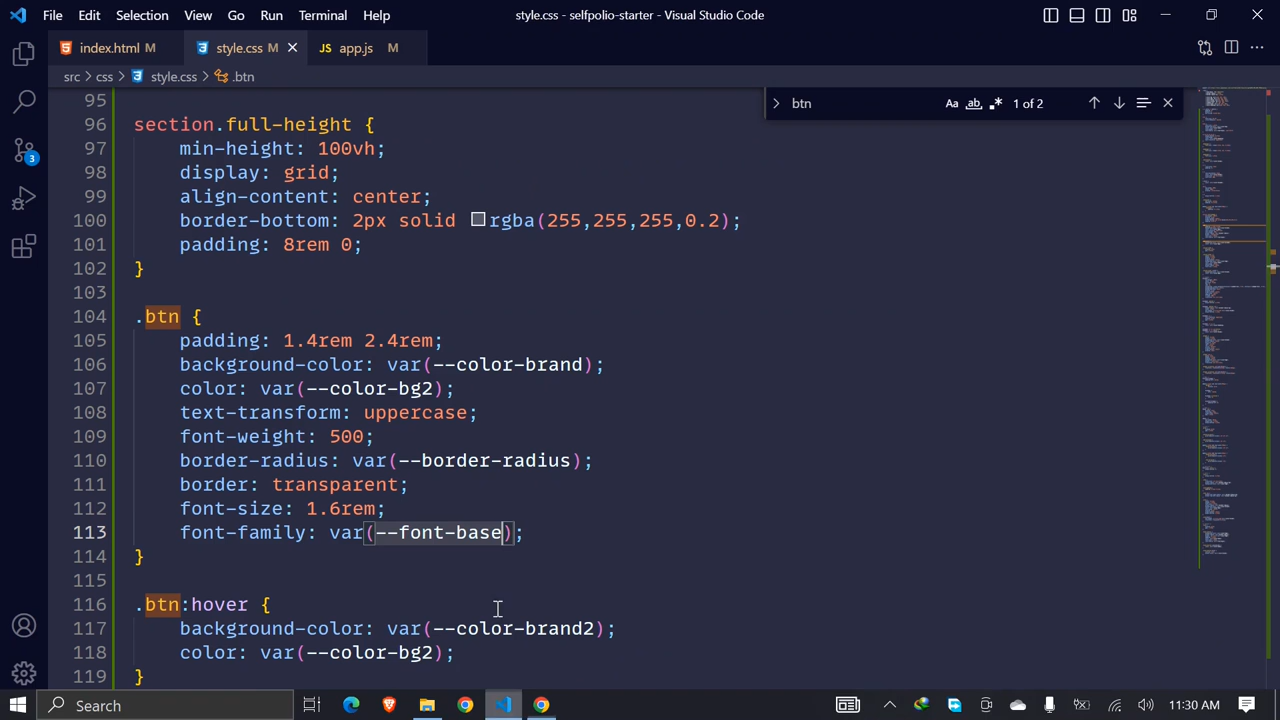 File Edit Selection View Go Run Terminal Help
style.css - selfpolio-starter - Visual Studio Code
index.html M
style.css M
JS app.js M
src > css > style.css > .btn
btn
Aa ab .* 1 of 2
95
96 section.full-height {
97 min-height: 100vh;
98 display: grid;
99 align-content: center;
100 border-bottom: 2px solid rgba(255,255,255,0.2);
101 padding: 8rem 0;
102 }
103
104 .btn {
105 padding: 1.4rem 2.4rem;
106 background-color: var(--color-brand);
107 color: var(--color-bg2);
108 text-transform: uppercase;
109 font-weight: 500;
110 border-radius: var(--border-radius);
111 border: transparent;
112 font-size: 1.6rem;
113 font-family: var(--font-base);
114 }
115
116 .btn:hover {
117 background-color: var(--color-brand2);
118 color: var(--color-bg2);
119 }
3
Search
11:30 AM